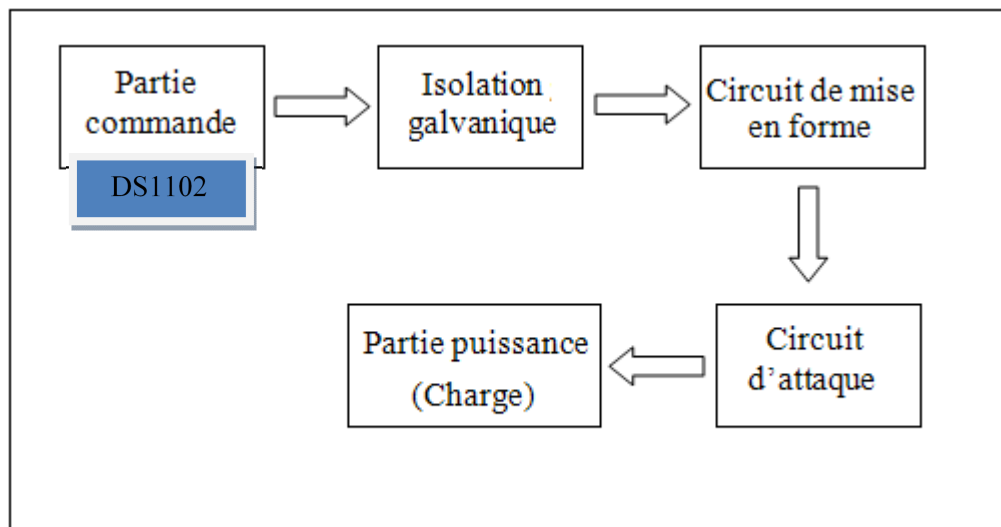 Partie
commande
DS1102
Isolation
galvanique
Circuit de mise
en forme
Circuit
d’attaque
Partie puissance
(Charge)